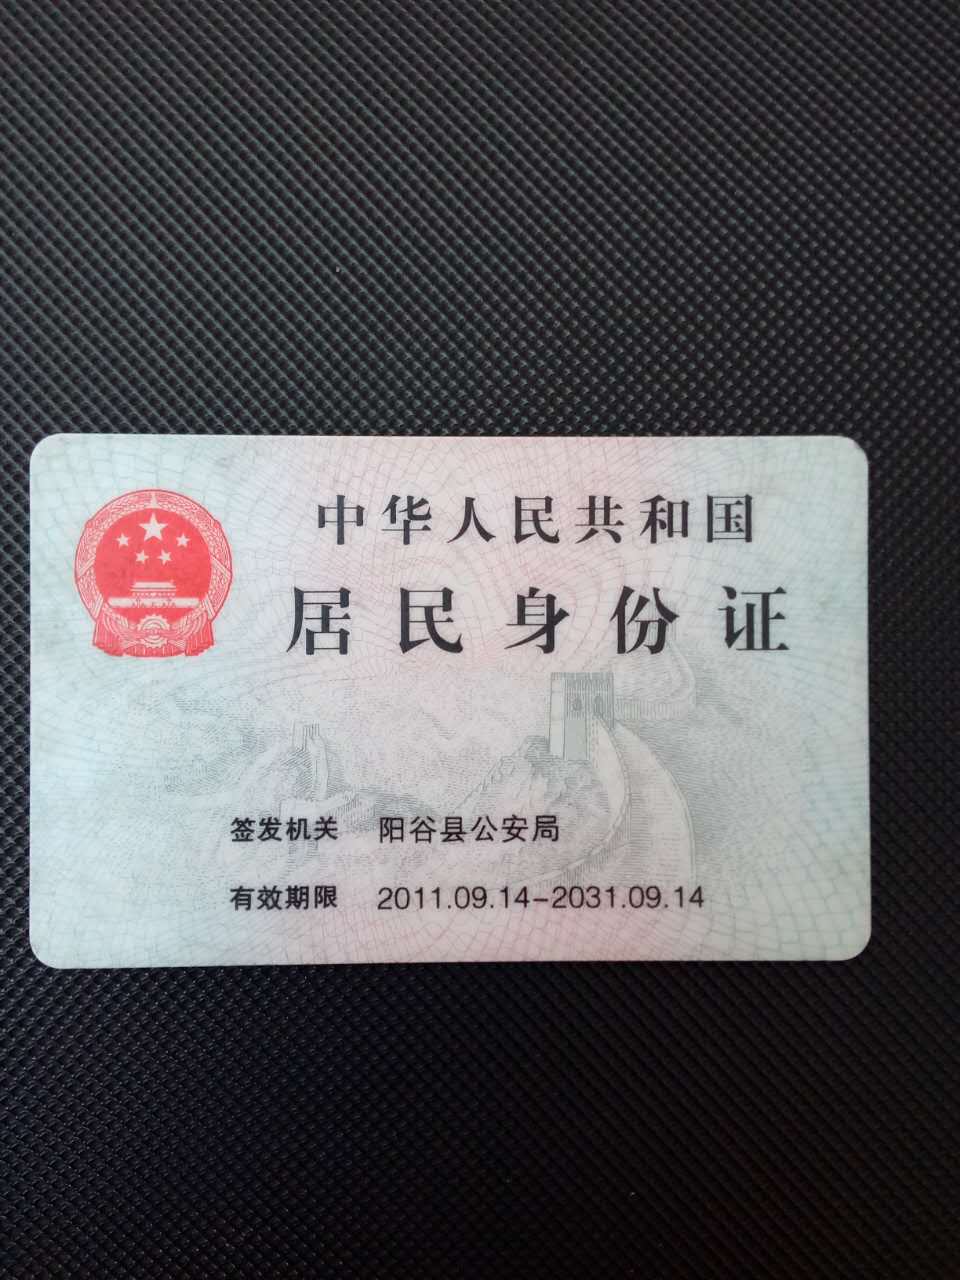 中华人民共和国
居民身份证
签发机关 阳谷县公安局
有效期限 2011.09.14-2031.09.14